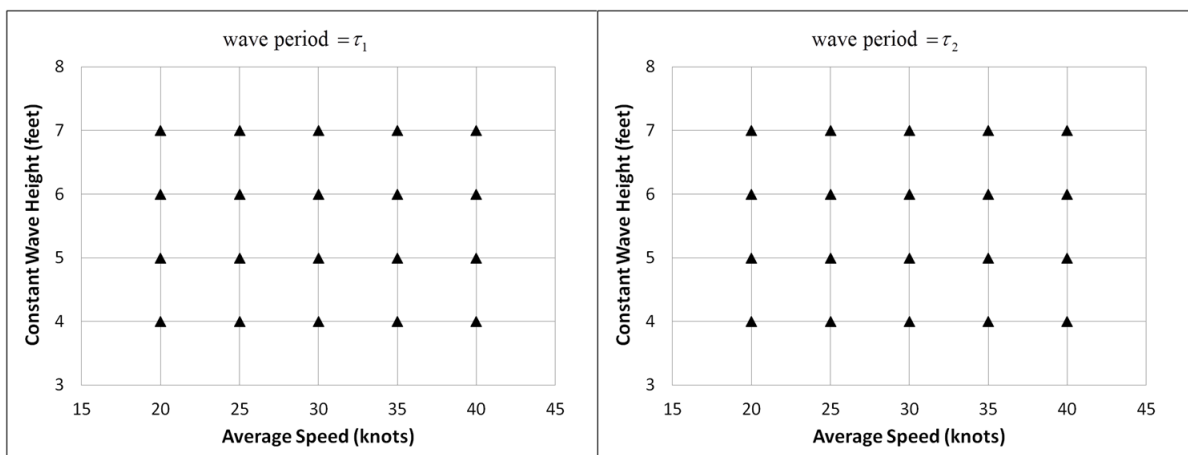 wave period = τ₁
Constant Wave Height (feet)
8
7
6
5
4
3
15 20 25 30 35 40 45
Average Speed (knots)
wave period = τ₂
Constant Wave Height (feet)
8
7
6
5
4
3
15 20 25 30 35 40 45
Average Speed (knots)